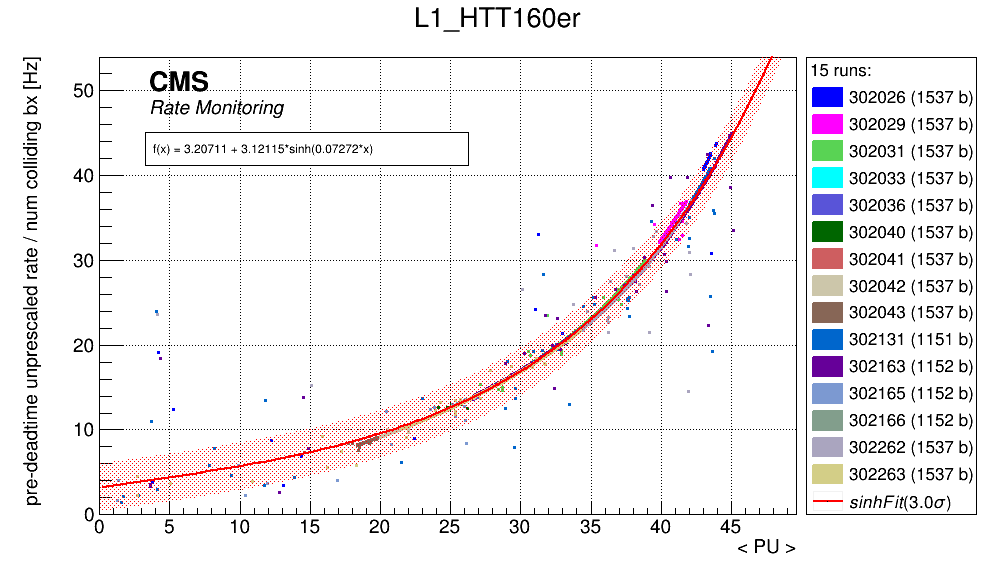 L1_HTT160er
pre-deadtime unprescaled rate / num colliding bx [Hz]
CMS
Rate Monitoring
f(x) = 3.20711 + 3.12115*sinh(0.07272*x)
50
40
30
20
10
0
0 5 10 15 20 25 30 35 40 45
< PU >
15 runs:
302026 (1537 b)
302029 (1537 b)
302031 (1537 b)
302033 (1537 b)
302036 (1537 b)
302040 (1537 b)
302041 (1537 b)
302042 (1537 b)
302043 (1537 b)
302131 (1151 b)
302163 (1152 b)
302165 (1152 b)
302166 (1152 b)
302262 (1537 b)
302263 (1537 b)
sinhFit(3.0σ)